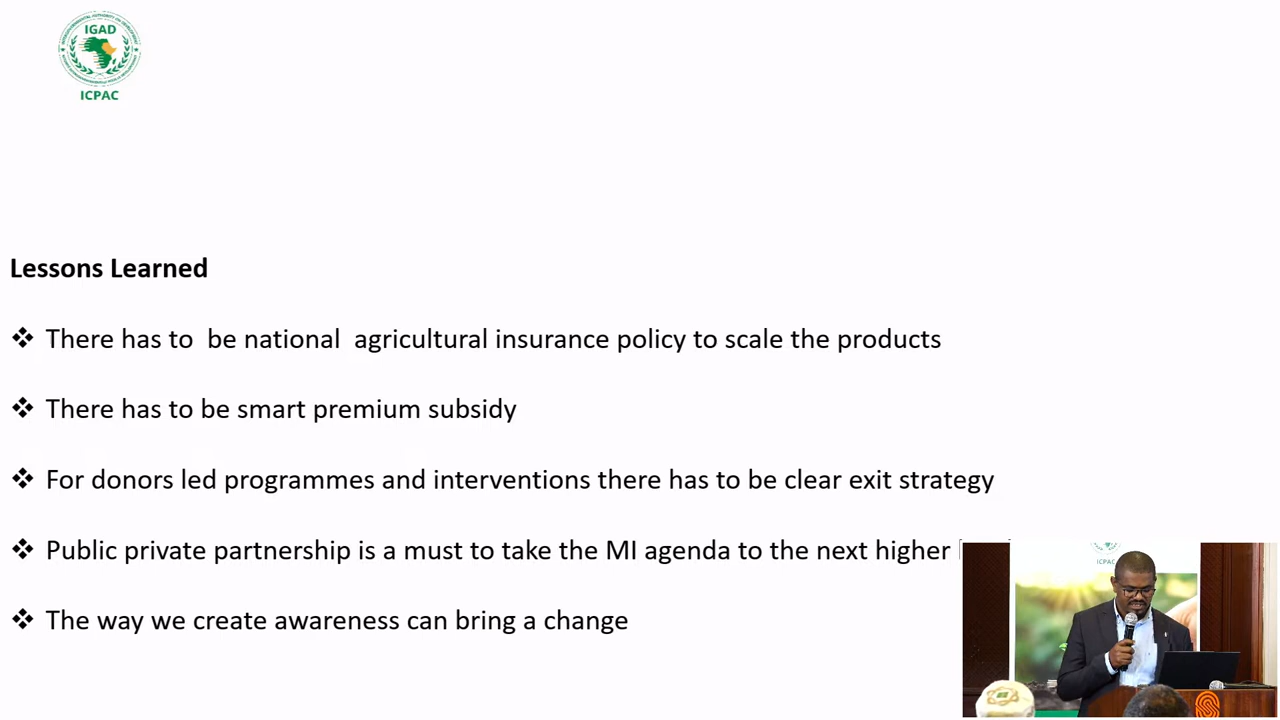 IGAD
ICPAC
Lessons Learned
❖ There has to be national agricultural insurance policy to scale the products
❖ There has to be smart premium subsidy
❖ For donors led programmes and interventions there has to be clear exit strategy
❖ Public private partnership is a must to take the MI agenda to the next higher
❖ The way we create awareness can bring a change
ICPAC